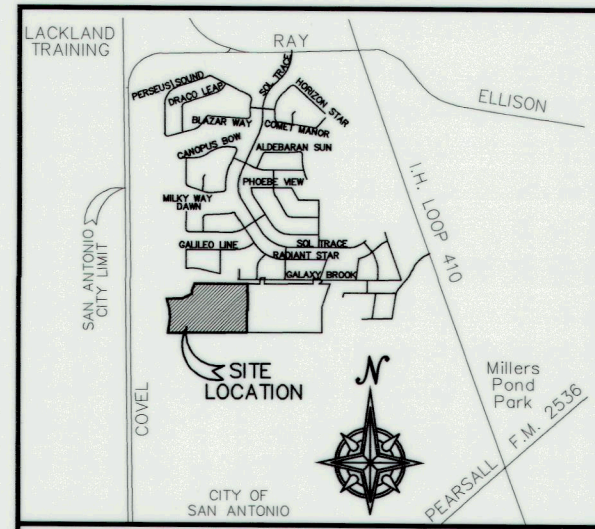 LACKLAND
TRAINING
RAY
ELLISON
PERSEUS SOUND
DRACO LEAP
SOL TRACE
HORIZON STAR
BLAZAR WAY
COMET MANOR
CANOPUS BOW
ALDEBARAN SUN
PHOEBE VIEW
MILKY WAY
DAWN
GALILEO LINE
SOL TRACE
RADIANT STAR
GALAXY BROOK
I.H. LOOP 410
SAN ANTONIO
CITY LIMIT
SITE
LOCATION
COVEL
N
Millers
Pond
Park
PEARSALL F.M. 2536
CITY OF
SAN ANTONIO